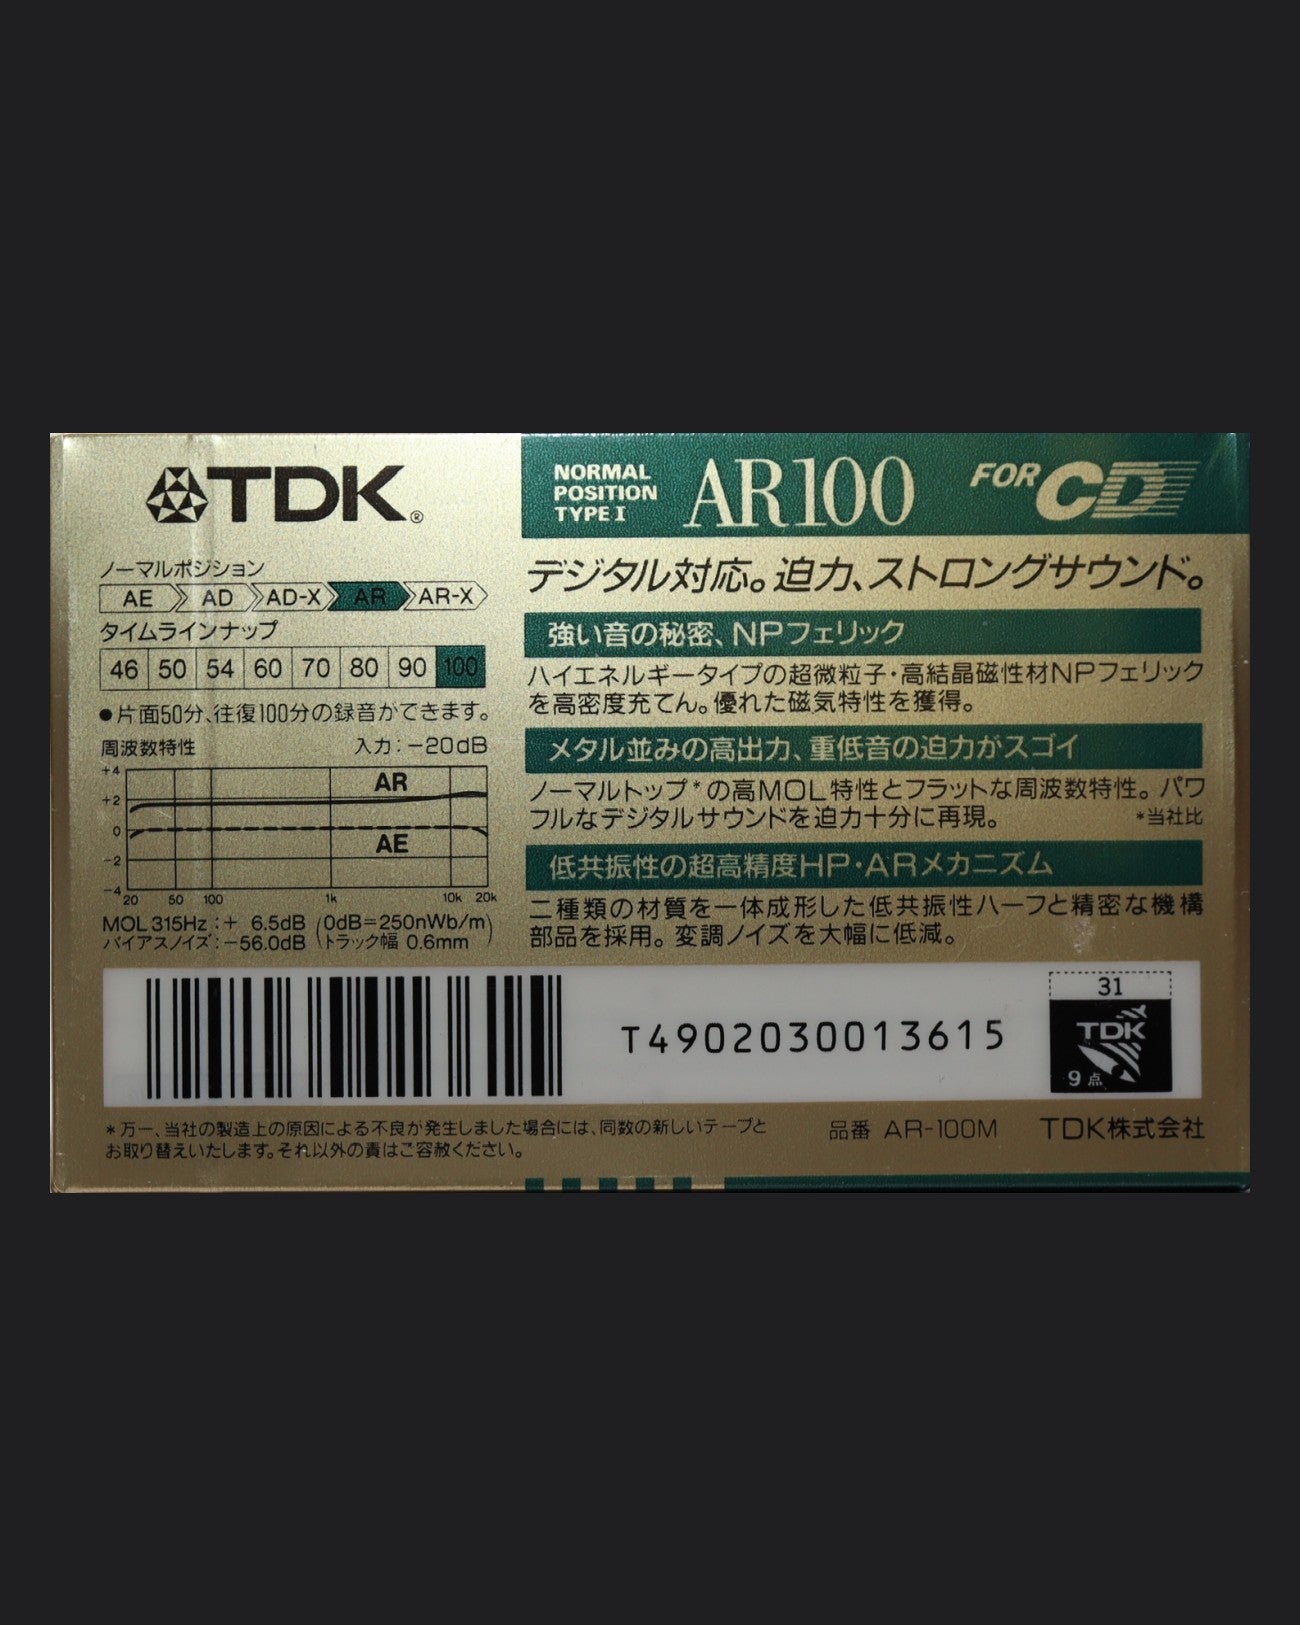 TDK®
ノーマルポジション
AE AD AD-X AR AR-X
タイムラインナップ
46 50 54 60 70 80 90 100
●片面50分、往復100分の録音ができます。
周波数特性 入力:−20dB
+4
+2
0
−2
−4
AR
AE
20 50 100 1k 10k 20k
MOL 315Hz:+ 6.5dB (0dB=250nWb/m
バイアスノイズ:−56.0dB トラック幅 0.6mm)
NORMAL
POSITION
TYPE I
AR100
FOR CD
デジタル対応。迫力、ストロングサウンド。
強い音の秘密、NPフェリック
ハイエネルギータイプの超微粒子・高結晶磁性材NPフェリック
を高密度充てん。優れた磁気特性を獲得。
メタル並みの高出力、重低音の迫力がスゴイ
ノーマルトップ*の高MOL特性とフラットな周波数特性。パワ
フルなデジタルサウンドを迫力十分に再現。 *当社比
低共振性の超高精度HP・ARメカニズム
二種類の材質を一体成形した低共振性ハーフと精密な機構
部品を採用。変調ノイズを大幅に低減。
T4902030013615
31
TDK
9点
*万一、当社の製造上の原因による不良が発生しました場合には、同数の新しいテープと
お取り替えいたします。それ以外の責はご容赦ください。
品番 AR-100M TDK株式会社